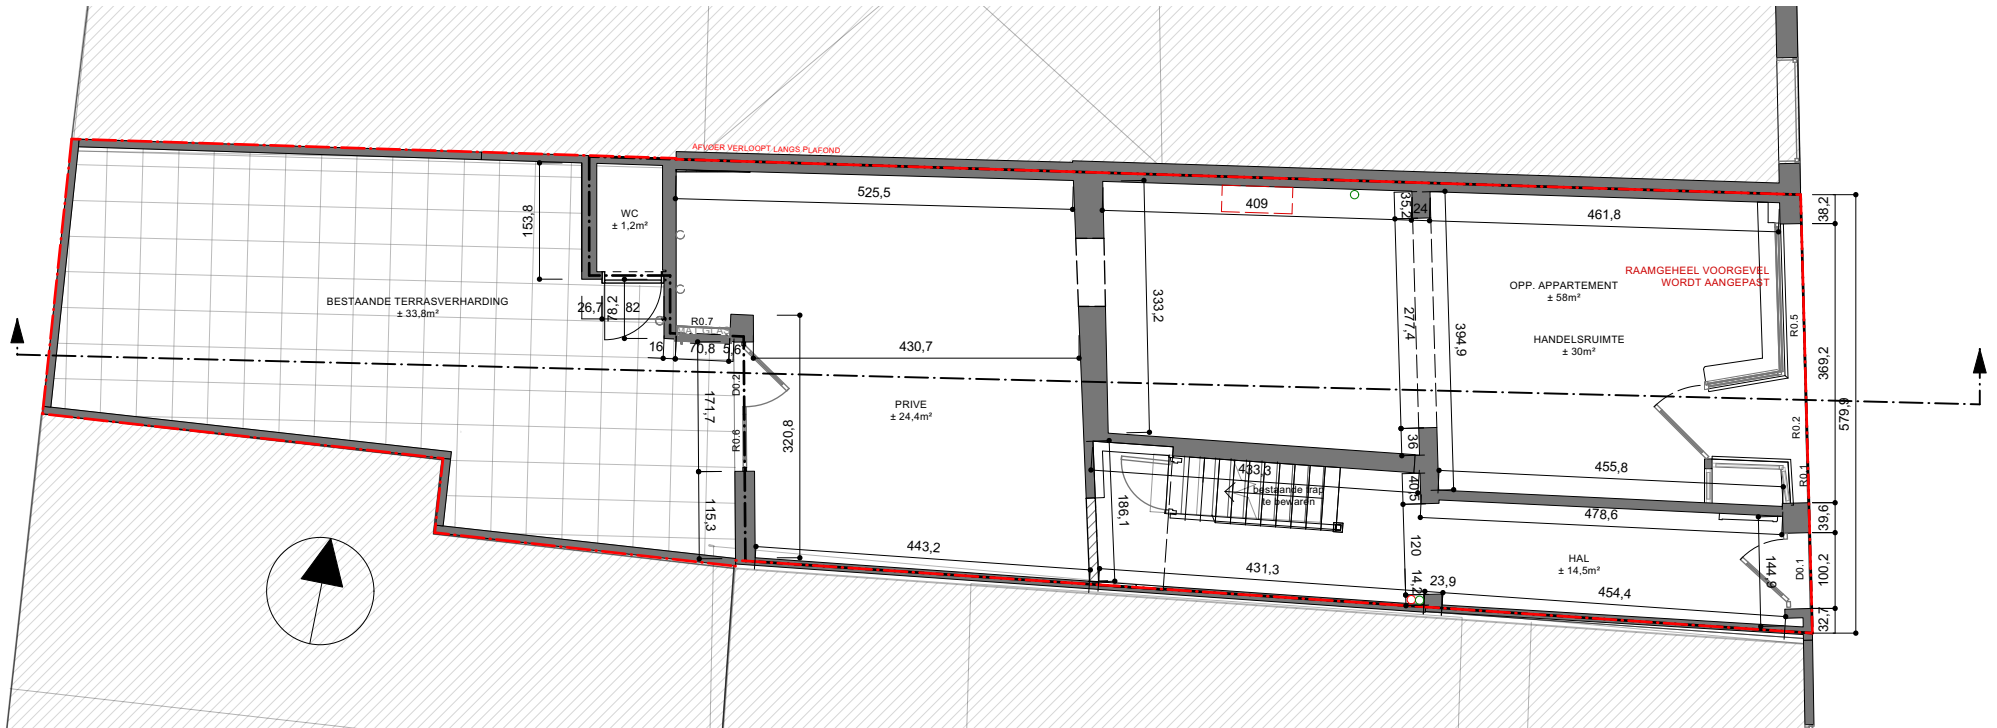 AFVOER VERLOOPT LANGS PLAFOND
525,5
409
35,2
24
461,8
38,2
153,8
WC
± 1,2m²
RAAMGEHEEL VOORGEVEL
WORDT AANGEPAST
OPP. APPARTEMENT
± 58m²
BESTAANDE TERRASVERHARDING
± 33,8m²
26,7
78,2
82
R0.7
333,2
277,4
394,9
HANDELSRUIMTE
± 30m²
R0.5
369,2
579,9
16
70,8
5,6
430,7
D0.2
171,7
R0.6
320,8
PRIVE
± 24,4m²
R0.2
36
433,3
455,8
R0.1
bestaande trap
te bewaren
40,5
186,1
115,3
478,6
39,6
443,2
120
HAL
± 14,5m²
144,9
D0.1
100,2
431,3
14,2
23,9
454,4
32,7